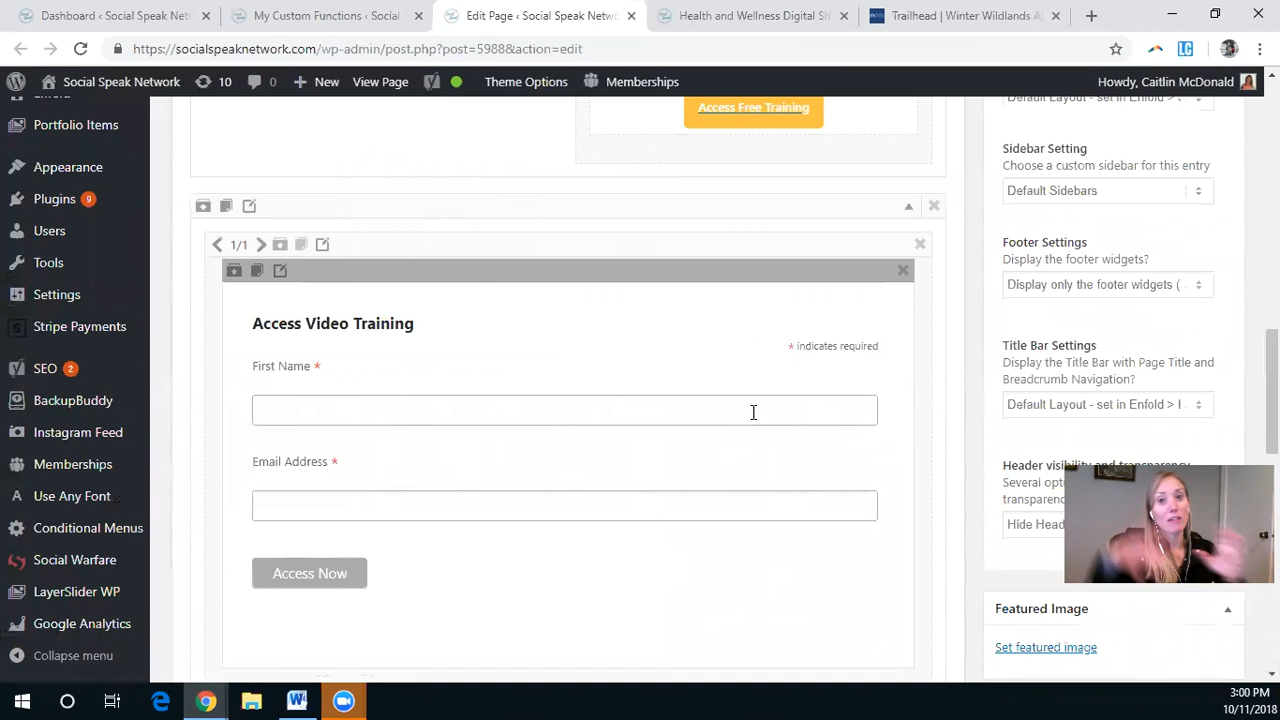 Dashboard ‹ Social Speak Netw
My Custom Functions ‹ Social S
Edit Page ‹ Social Speak Netwo
Health and Wellness Digital St
Trailhead | Winter Wildlands A
https://socialspeaknetwork.com/wp-admin/post.php?post=5988&action=edit
Social Speak Network
10
0
New
View Page
Theme Options
Memberships
Howdy, Caitlin McDonald
Portfolio Items
Appearance
Plugins 9
Users
Tools
Settings
Stripe Payments
SEO 2
BackupBuddy
Instagram Feed
Memberships
Use Any Font
Conditional Menus
Social Warfare
LayerSlider WP
Google Analytics
Collapse menu
Access Free Training
1/1
Access Video Training
* indicates required
First Name *
Email Address *
Access Now
Default Layout - set in Enfold >
Sidebar Setting
Choose a custom sidebar for this entry
Default Sidebars
Footer Settings
Display the footer widgets?
Display only the footer widgets (
Title Bar Settings
Display the Title Bar with Page Title and
Breadcrumb Navigation?
Default Layout - set in Enfold >
Header visibility and transparency
Several opti
transparenc
Hide Head
Featured Image
Set featured image
3:00 PM
10/11/2018